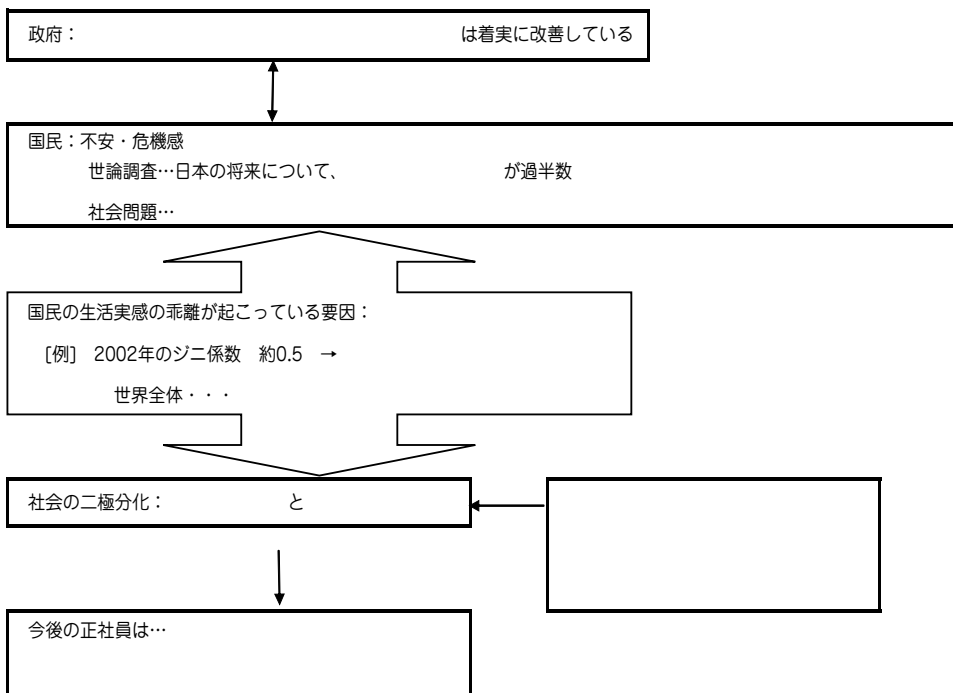 政府： は着実に改善している
国民：不安・危機感
世論調査…日本の将来について、 が過半数
社会問題…
国民の生活実感の乖離が起こっている要因：
［例］ 2002年のジニ係数　約0.5　→
世界全体・・・
社会の二極分化： と
今後の正社員は…